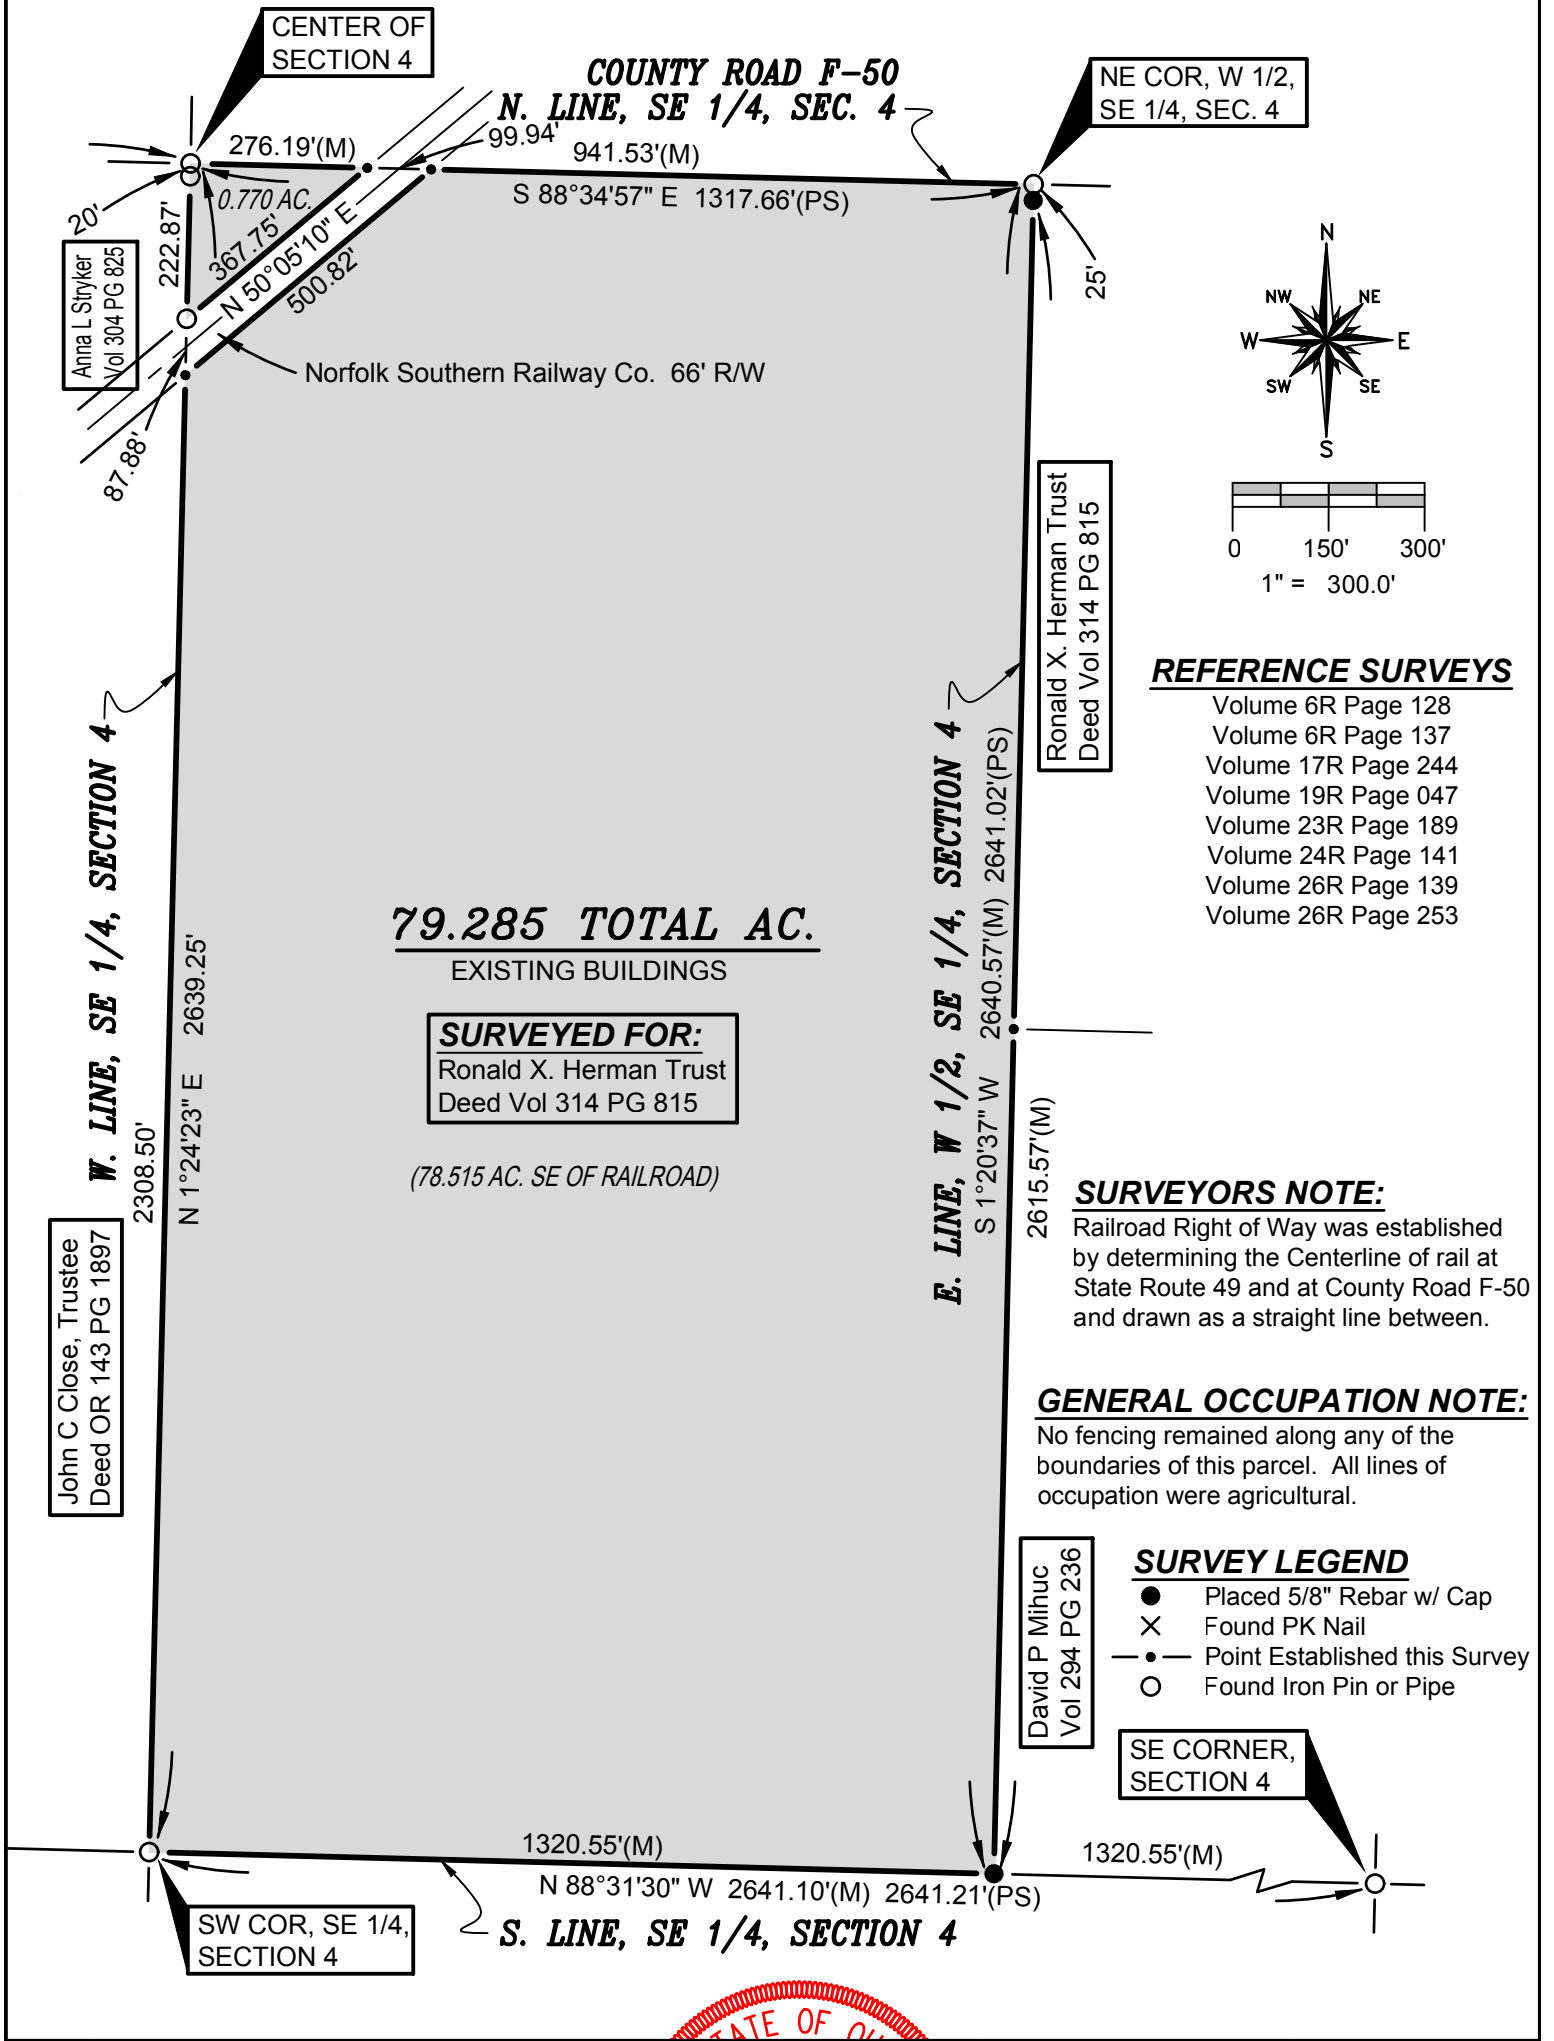 CENTER OF
SECTION 4
COUNTY ROAD F-50
N. LINE, SE 1/4, SEC. 4
NE COR, W 1/2,
SE 1/4, SEC. 4
276.19'(M)
99.94'
941.53'(M)
S 88°34'57" E 1317.66'(PS)
20'
0.770 AC.
222.87'
367.75'
N 50°05'10" E
500.82'
25'
Anna L Stryker
Vol 304 PG 825
Norfolk Southern Railway Co. 66' R/W
87.88'
N
NW
NE
W
E
SW
SE
S
0
150'
300'
1" = 300.0'
Ronald X. Herman Trust
Deed Vol 314 PG 815
REFERENCE SURVEYS
Volume 6R Page 128
Volume 6R Page 137
Volume 17R Page 244
Volume 19R Page 047
Volume 23R Page 189
Volume 24R Page 141
Volume 26R Page 139
Volume 26R Page 253
W. LINE, SE 1/4, SECTION 4
2308.50'
N 1°24'23" E 2639.25'
79.285 TOTAL AC.
EXISTING BUILDINGS
SURVEYED FOR:
Ronald X. Herman Trust
Deed Vol 314 PG 815
(78.515 AC. SE OF RAILROAD)
E. LINE, W 1/2, SE 1/4, SECTION 4
S 1°20'37" W 2640.57'(M) 2641.02'(PS)
2615.57'(M)
John C Close, Trustee
Deed OR 143 PG 1897
SURVEYORS NOTE:
Railroad Right of Way was established
by determining the Centerline of rail at
State Route 49 and at County Road F-50
and drawn as a straight line between.
GENERAL OCCUPATION NOTE:
No fencing remained along any of the
boundaries of this parcel. All lines of
occupation were agricultural.
David P Mihuc
Vol 294 PG 236
SURVEY LEGEND
Placed 5/8" Rebar w/ Cap
Found PK Nail
Point Established this Survey
Found Iron Pin or Pipe
SE CORNER,
SECTION 4
1320.55'(M)
1320.55'(M)
N 88°31'30" W 2641.10'(M) 2641.21'(PS)
S. LINE, SE 1/4, SECTION 4
SW COR, SE 1/4,
SECTION 4
OF